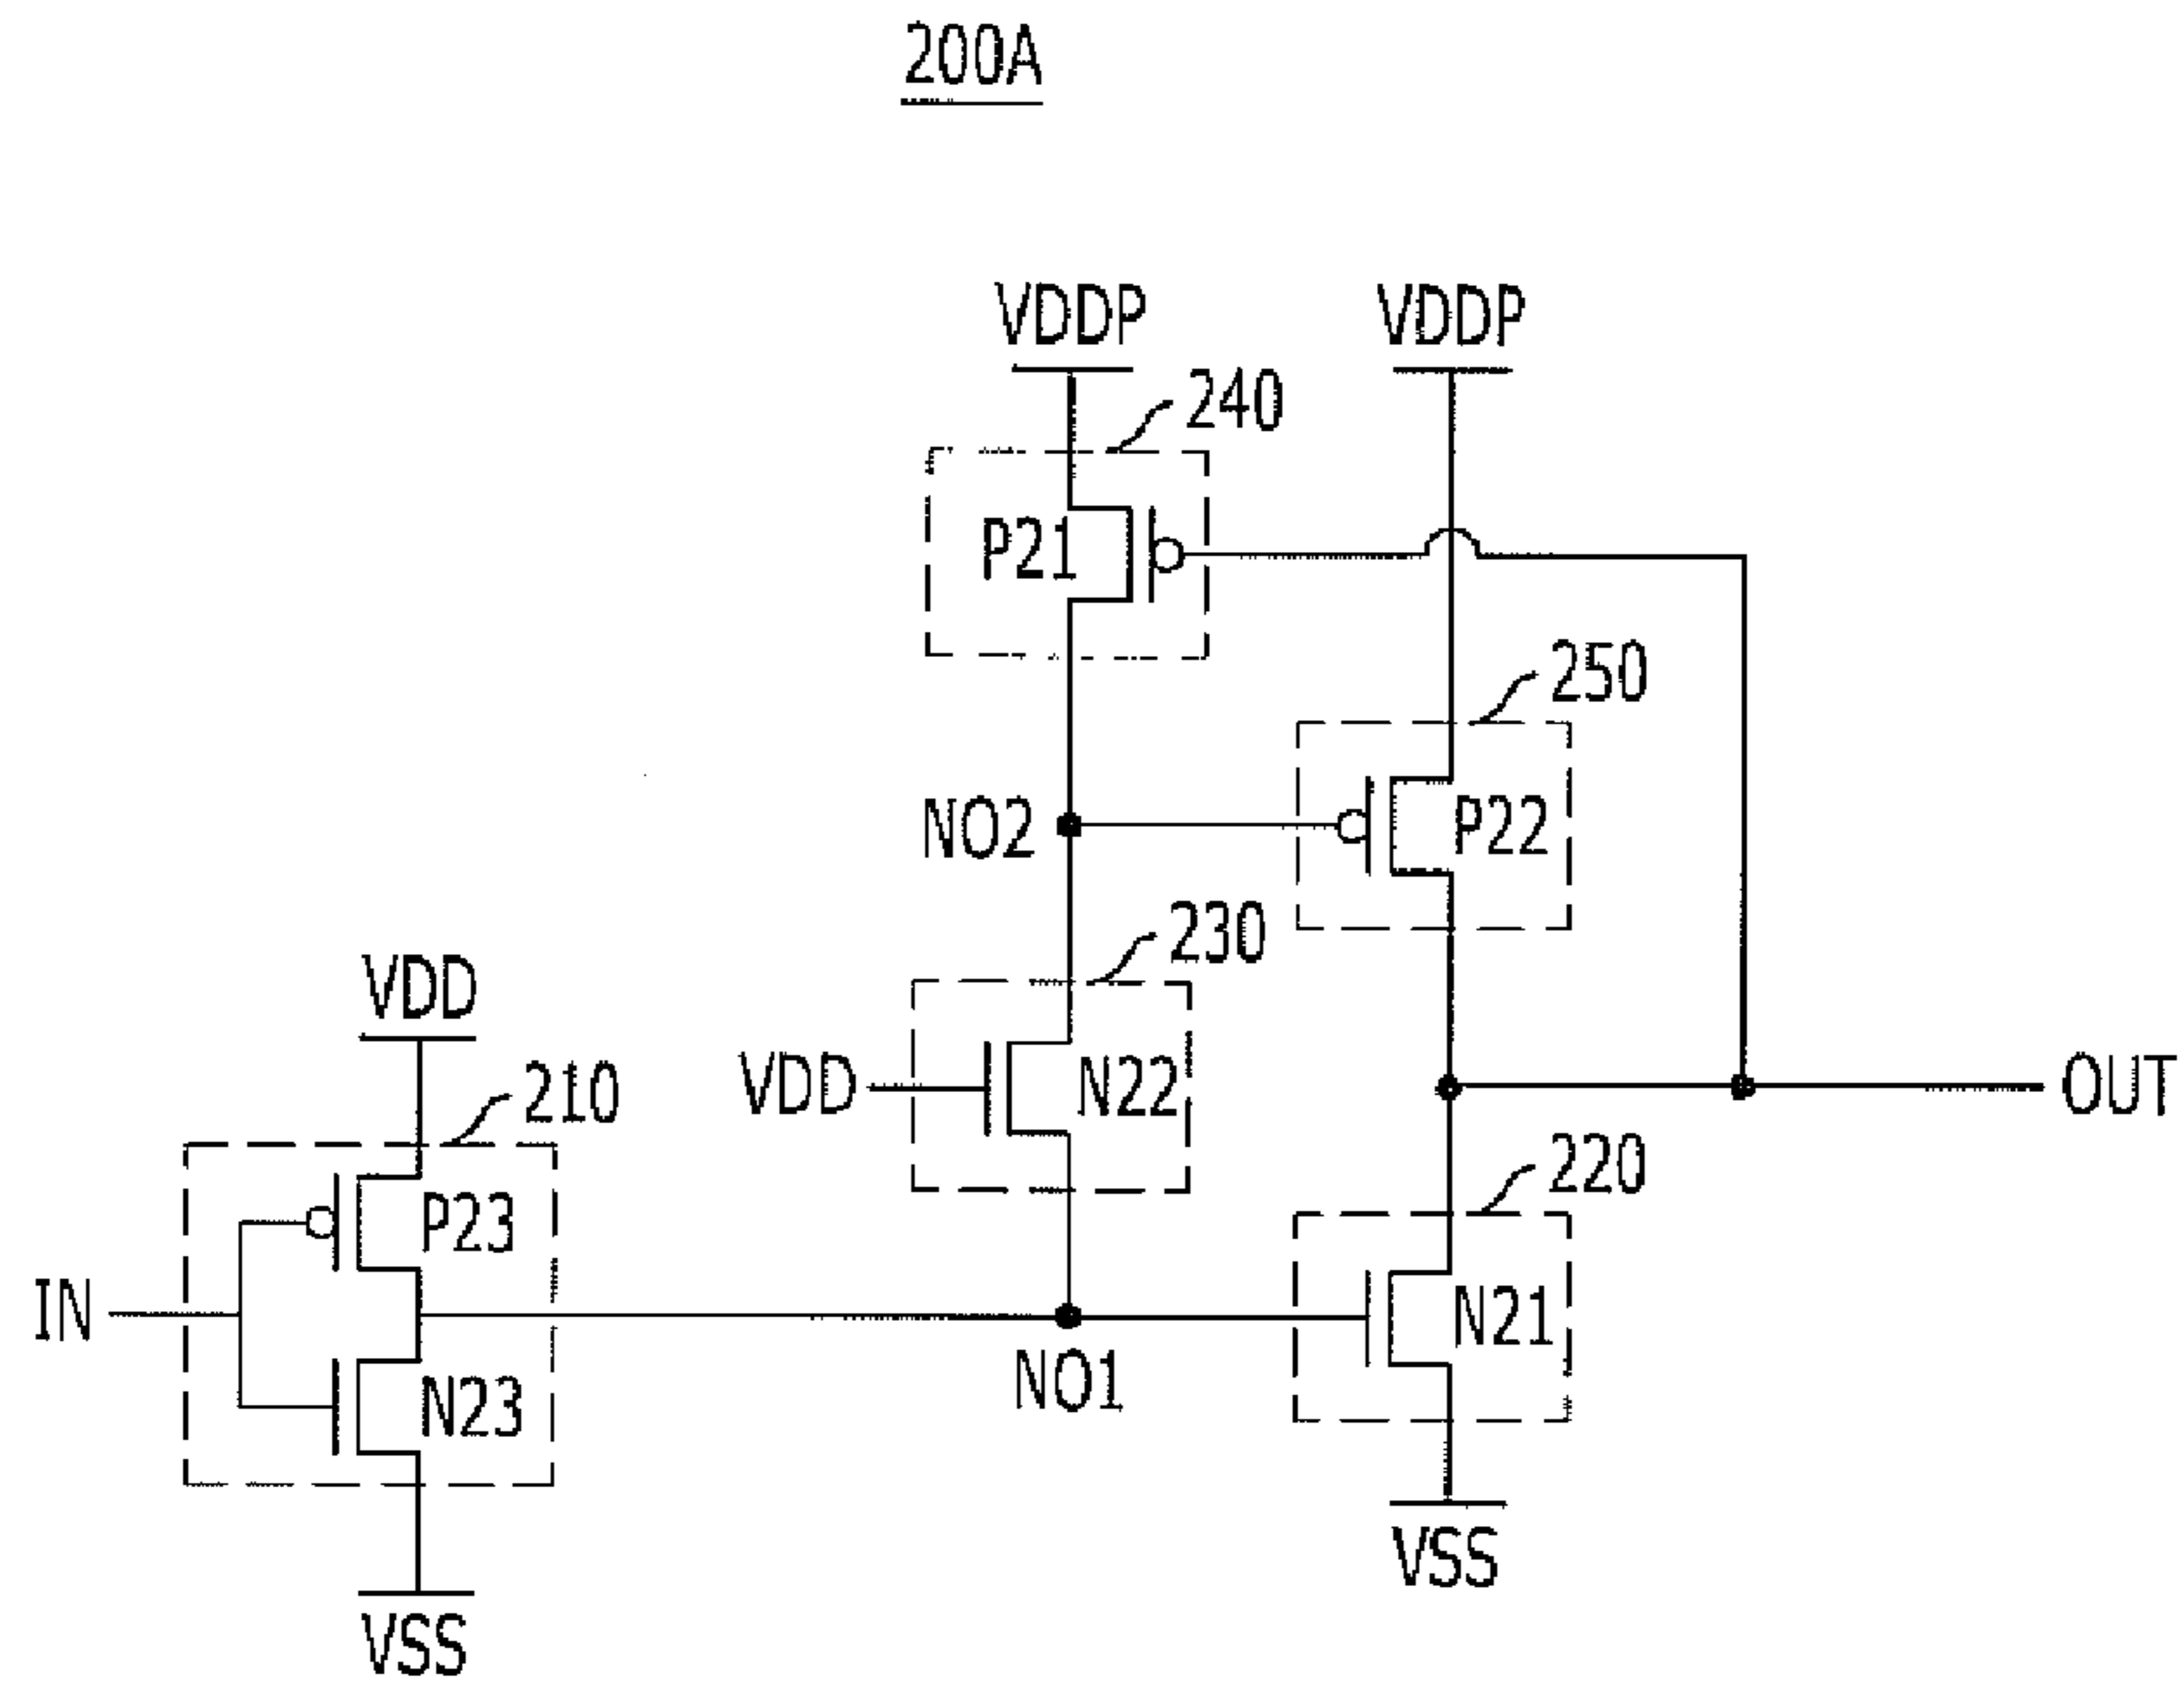 200A
VDDP VDDP
240
P21
250
NO2 P22
230
VDD
VDD N22 OUT
210
220
P23
IN N21
NO1
N23
VSS
VSS